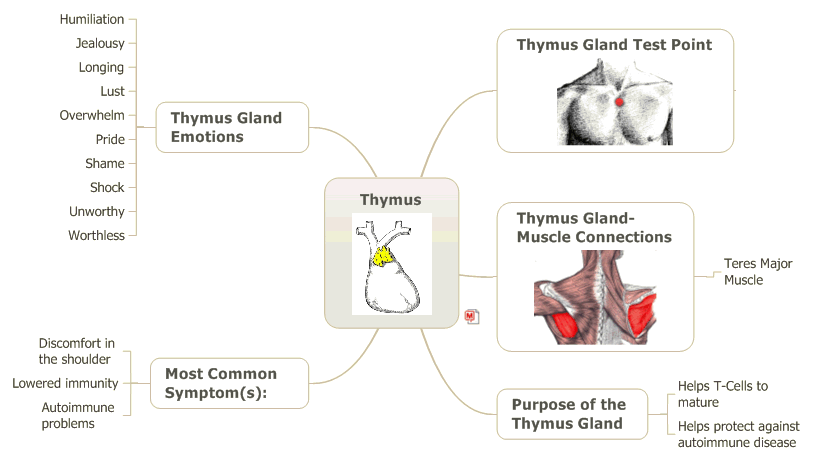 Humiliation
Jealousy
Longing
Lust
Overwhelm
Pride
Shame
Shock
Unworthy
Worthless
Thymus Gland
Emotions
Thymus Gland Test Point
Thymus
Thymus Gland-
Muscle Connections
Teres Major
Muscle
Discomfort in
the shoulder
Lowered immunity
Autoimmune
problems
Most Common
Symptom(s):
Purpose of the
Thymus Gland
Helps T-Cells to
mature
Helps protect against
autoimmune disease
M